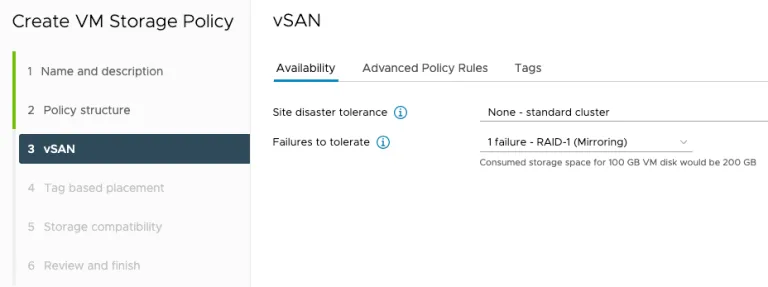 Create VM Storage Policy
1 Name and description
2 Policy structure
3 vSAN
4 Tag based placement
5 Storage compatibility
6 Review and finish
vSAN
Availability Advanced Policy Rules Tags
Site disaster tolerance None - standard cluster
Failures to tolerate 1 failure - RAID-1 (Mirroring)
Consumed storage space for 100 GB VM disk would be 200 GB